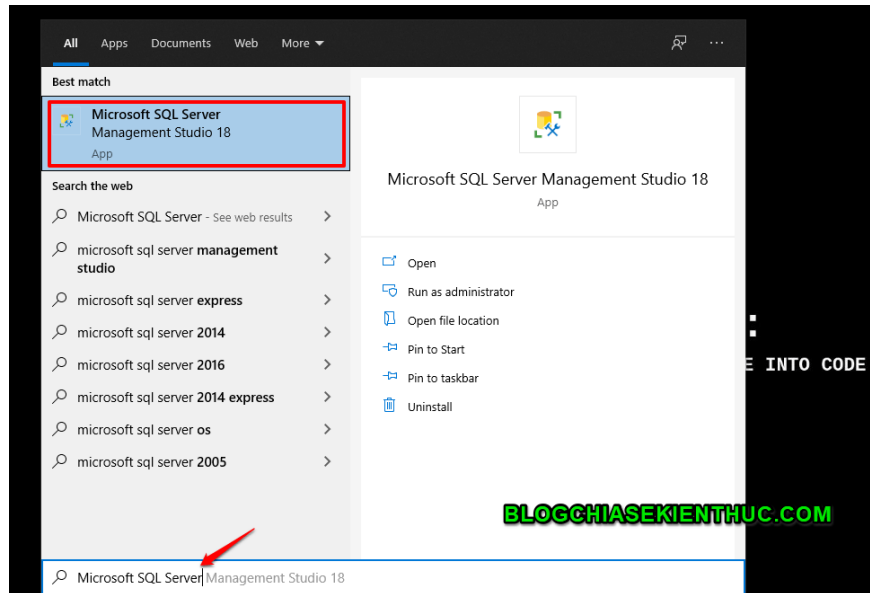 All Apps Documents Web More
Best match
Microsoft SQL Server
Management Studio 18
App
Search the web
Microsoft SQL Server - See web results
microsoft sql server management
studio
microsoft sql server express
microsoft sql server 2014
microsoft sql server 2016
microsoft sql server 2014 express
microsoft sql server os
microsoft sql server 2005
Microsoft SQL Server Management Studio 18
App
Open
Run as administrator
Open file location
Pin to Start
Pin to taskbar
Uninstall
:
E INTO CODE
BLOGCHIASEKIENTHUC.COM
Microsoft SQL Server Management Studio 18